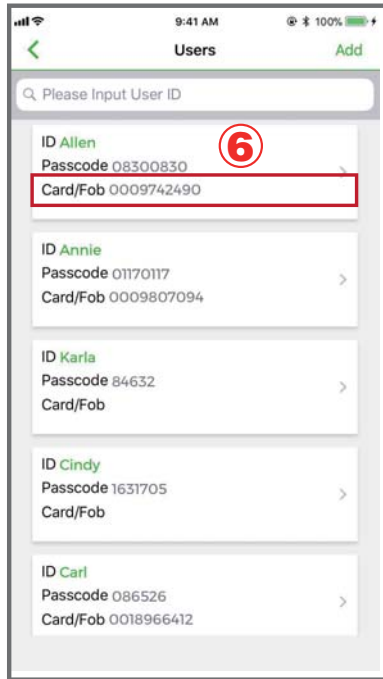 9:41 AM
100%
Users
Add
Please Input User ID
⑥
ID Allen
Passcode 08300830
Card/Fob 0009742490
ID Annie
Passcode 01170117
Card/Fob 0009807094
ID Karla
Passcode 84632
Card/Fob
ID Cindy
Passcode 1631705
Card/Fob
ID Carl
Passcode 086526
Card/Fob 0018966412